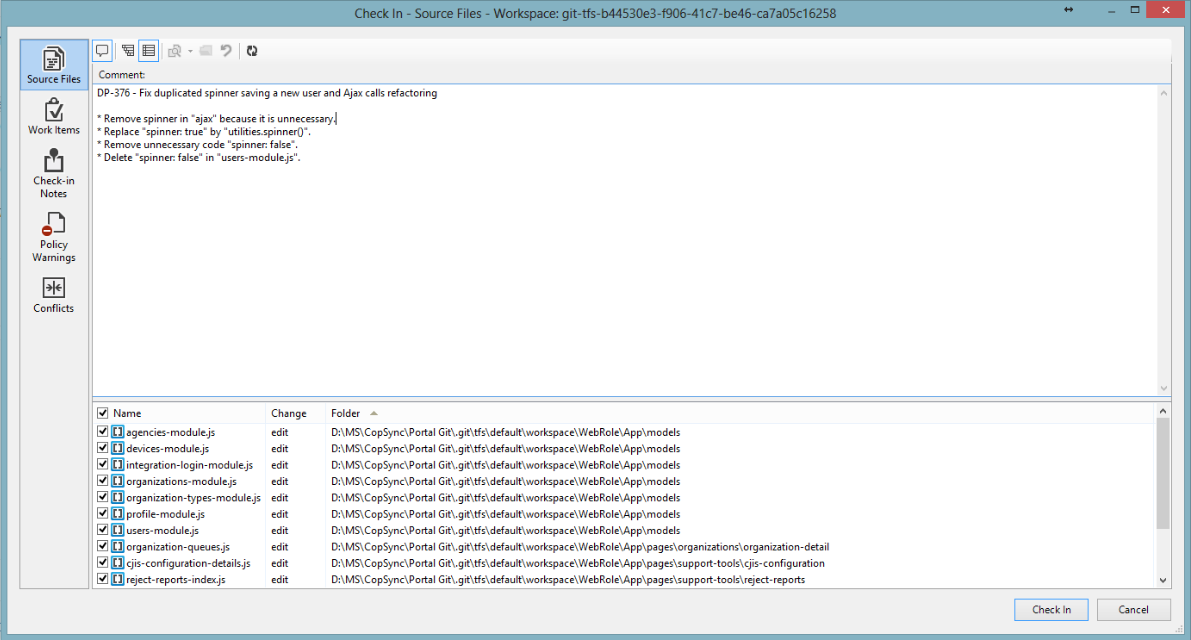 Check In - Source Files - Workspace: git-tfs-b44530e3-f906-41c7-be46-ca7a05c16258
Source Files
Work Items
Check-in
Notes
Policy
Warnings
Conflicts
Comment:
DP-376 - Fix duplicated spinner saving a new user and Ajax calls refactoring
* Remove spinner in "ajax" because it is unnecessary.
* Replace "spinner: true" by "utilities.spinner()".
* Remove unnecessary code "spinner: false".
* Delete "spinner: false" in "users-module.js".
Name Change Folder
agencies-module.js edit D:\MS\CopSync\Portal Git\.git\tfs\default\workspace\WebRole\App\models
devices-module.js edit D:\MS\CopSync\Portal Git\.git\tfs\default\workspace\WebRole\App\models
integration-login-module.js edit D:\MS\CopSync\Portal Git\.git\tfs\default\workspace\WebRole\App\models
organizations-module.js edit D:\MS\CopSync\Portal Git\.git\tfs\default\workspace\WebRole\App\models
organization-types-module.js edit D:\MS\CopSync\Portal Git\.git\tfs\default\workspace\WebRole\App\models
profile-module.js edit D:\MS\CopSync\Portal Git\.git\tfs\default\workspace\WebRole\App\models
users-module.js edit D:\MS\CopSync\Portal Git\.git\tfs\default\workspace\WebRole\App\models
organization-queues.js edit D:\MS\CopSync\Portal Git\.git\tfs\default\workspace\WebRole\App\pages\organizations\organization-detail
cjis-configuration-details.js edit D:\MS\CopSync\Portal Git\.git\tfs\default\workspace\WebRole\App\pages\support-tools\cjis-configuration
reject-reports-index.js edit D:\MS\CopSync\Portal Git\.git\tfs\default\workspace\WebRole\App\pages\support-tools\reject-reports
Check In
Cancel